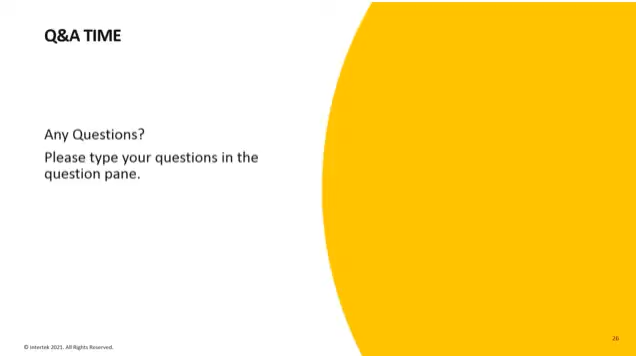 Q&A TIME
Any Questions?
Please type your questions in the
question pane.
26
© Intertek 2021. All Rights Reserved.